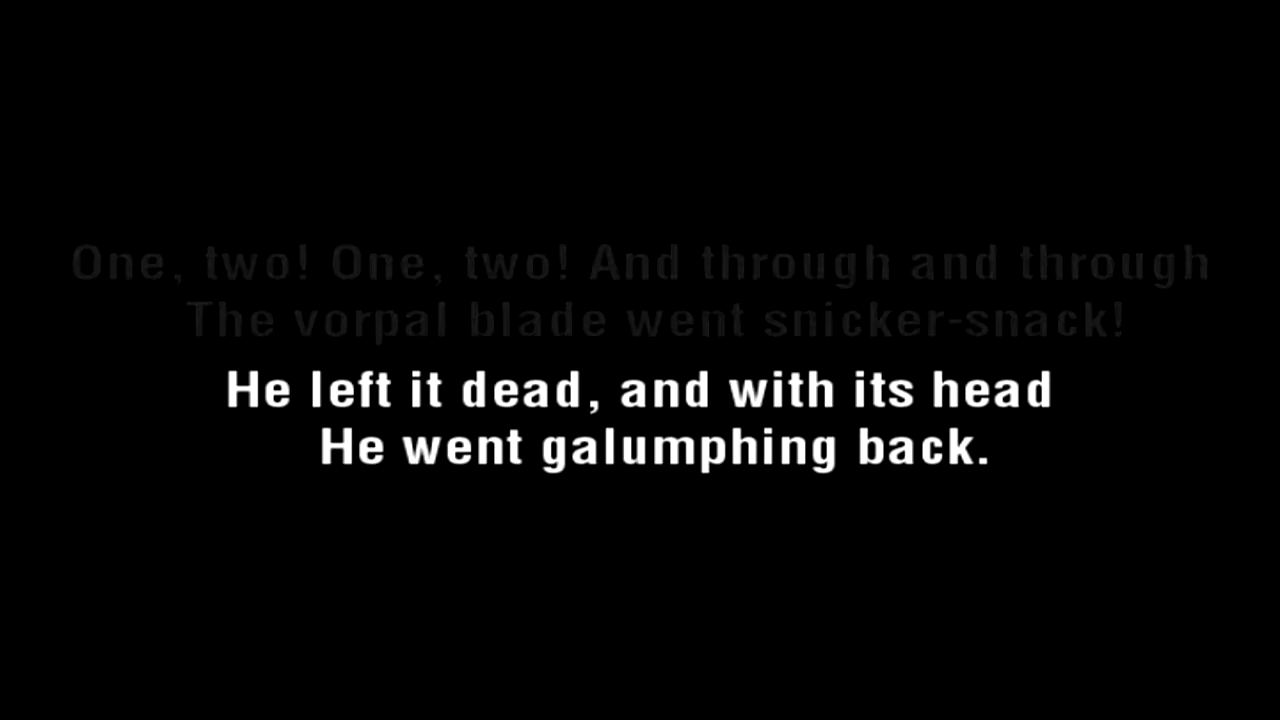 One, two! One, two! And through and through
The vorpal blade went snicker-snack!
He left it dead, and with its head
He went galumphing back.